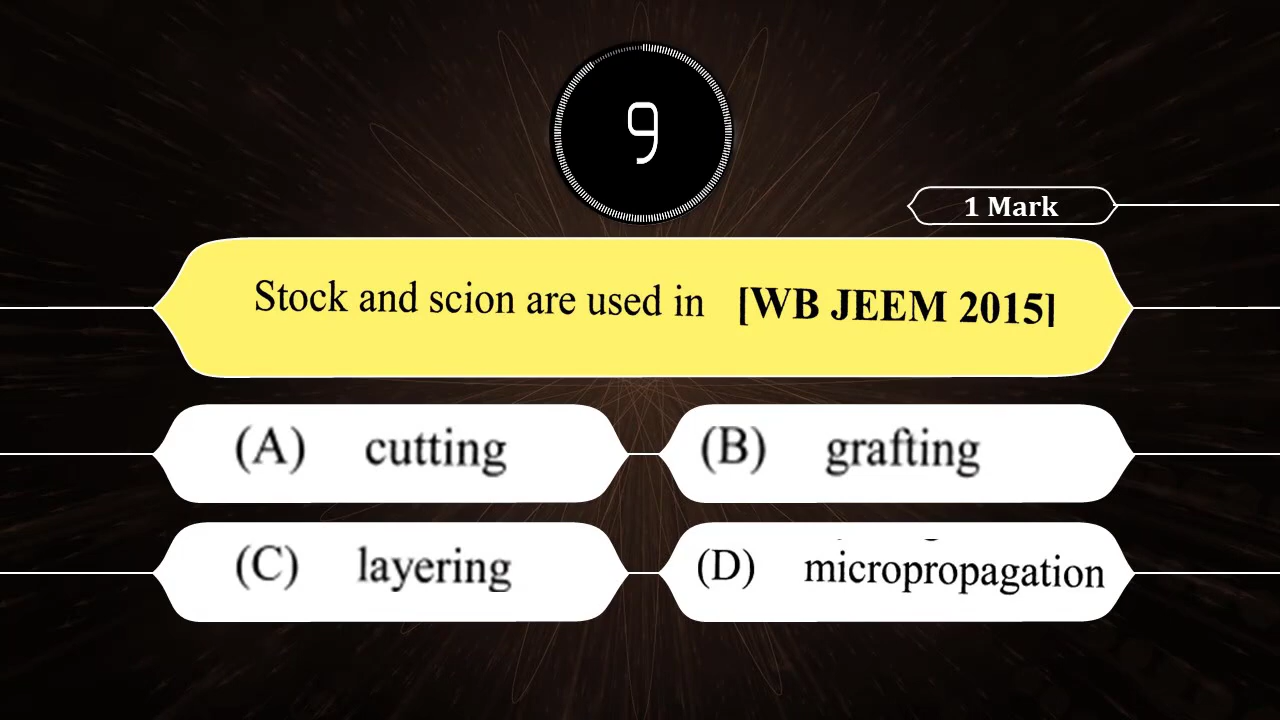 9
1 Mark
Stock and scion are used in [WB JEEM 2015]
(A) cutting
(B) grafting
(C) layering
(D) micropropagation